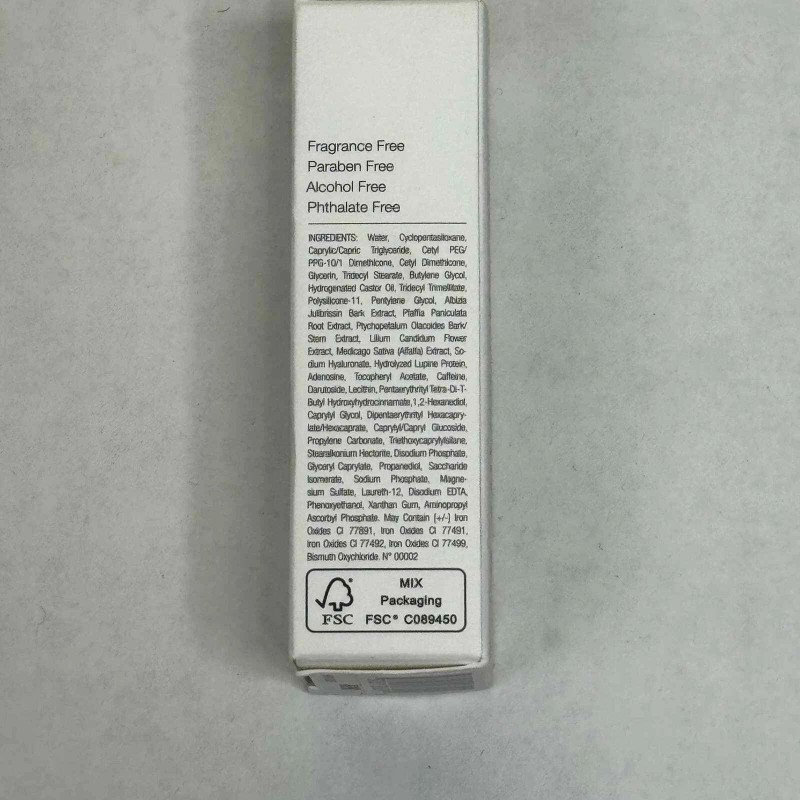 Fragrance Free
Paraben Free
Alcohol Free
Phthalate Free
INGREDIENTS: Water, Cyclopentasiloxane,
Caprylic/Capric Triglyceride, Cetyl PEG/
PPG-10/1 Dimethicone, Cetyl Dimethicone,
Glycerin, Tridecyl Stearate, Butylene Glycol,
Hydrogenated Castor Oil, Tridecyl Trimellitate,
Polysilicone-11, Pentylene Glycol, Albizia
Julibrissin Bark Extract, Pfaffia Paniculata
Root Extract, Ptychopetalum Olacoides Bark/
Stem Extract, Lilium Candidum Flower
Extract, Medicago Sativa (Alfalfa) Extract, So-
dium Hyaluronate, Hydrolyzed Lupine Protein,
Adenosine, Tocopheryl Acetate, Caffeine,
Darutoside, Lecithin, Pentaerythrityl Tetra-Di-T-
Butyl Hydroxyhydrocinnamate,1,2-Hexanediol,
Caprylyl Glycol, Dipentaerythrityl Hexacapry-
late/Hexacaprate, Caprylyl/Capryl Glucoside,
Propylene Carbonate, Triethoxycaprylylsilane,
Stearalkonium Hectorite, Disodium Phosphate,
Glyceryl Caprylate, Propanediol, Saccharide
Isomerate, Sodium Phosphate, Magne-
sium Sulfate, Laureth-12, Disodium EDTA,
Phenoxyethanol, Xanthan Gum, Aminopropyl
Ascorbyl Phosphate. May Contain [+/-] Iron
Oxides CI 77891, Iron Oxides CI 77491,
Iron Oxides CI 77492, Iron Oxides CI 77499,
Bismuth Oxychloride. N° 00002
MIX
Packaging
FSC FSC® C089450